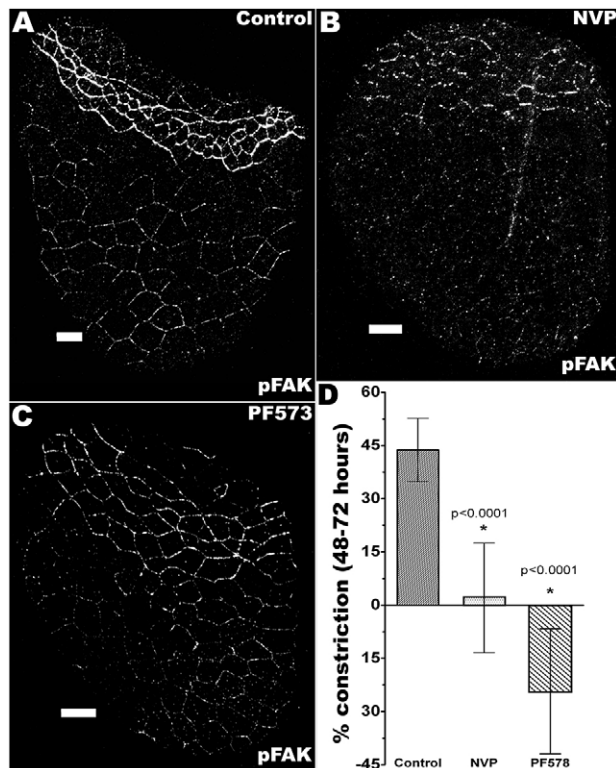 A
Control
pFAK
B
NVP
pFAK
C
PF573
pFAK
D
% constriction (48-72 hours)
60
45
30
15
0
15
30
-45
p<0.0001
*
p<0.0001
*
Control
NVP
PF578